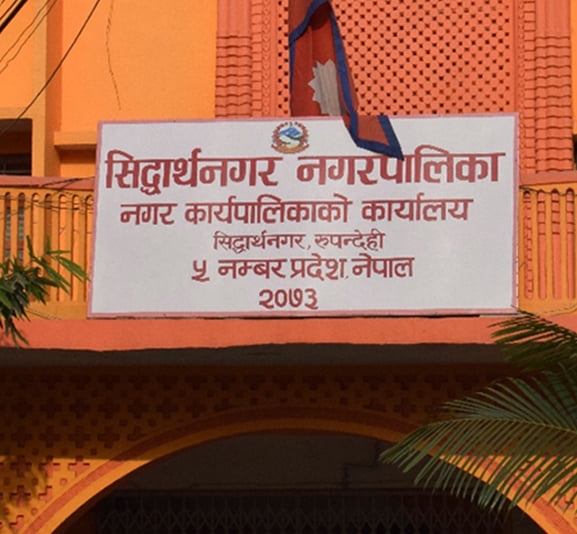 सिद्धार्थनगर नगरपालिका
नगर कार्यपालिकाको कार्यालय
सिद्धार्थनगर, रुपन्देही
५ नम्बर प्रदेश, नेपाल
२०७३